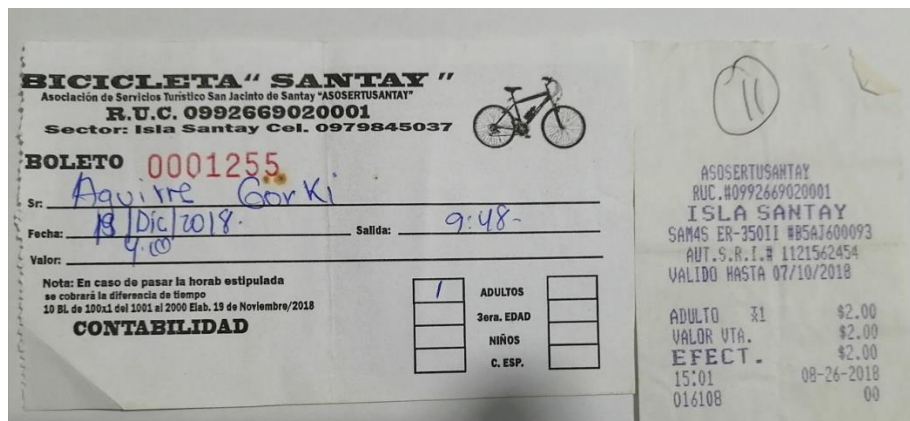 BICICLETA " SANTAY "
Asociación de Servicios Turístico San Jacinto de Santay "ASOSERTUSANTAY"
R.U.C. 0992669020001
Sector: Isla Santay Cel. 0979845037
BOLETO 0001255
Sr: Aguirre Gorki
Fecha: 19 | Dic | 2018. Salida: 9:48-
Valor: 4.00
Nota: En caso de pasar la horab estipulada
se cobrará la diferencia de tiempo
10 BL de 100x1 del 1001 al 2000 Elab. 19 de Noviembre/2018
CONTABILIDAD
1 ADULTOS
3era. EDAD
NIÑOS
C. ESP.
11
ASOSERTUSANTAY
RUC.#0992669020001
ISLA SANTAY
SAM4S ER-350II #B5AJ600093
AUT.S.R.I.# 1121562454
VALIDO HASTA 07/10/2018
ADULTO X1 $2.00
VALOR VTA. $2.00
EFECT. $2.00
15:01 08-26-2018
016108 00